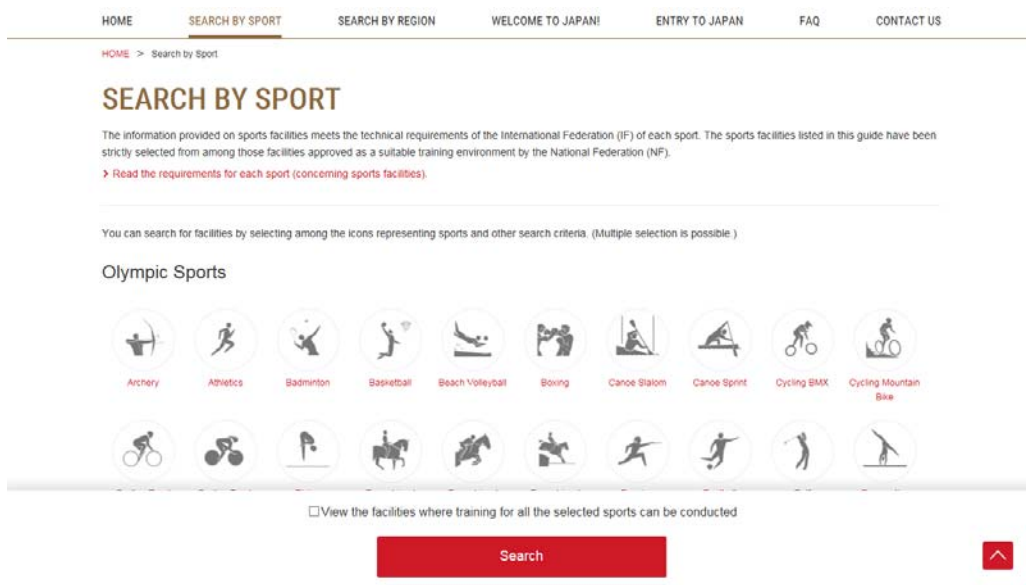 HOME SEARCH BY SPORT SEARCH BY REGION WELCOME TO JAPAN! ENTRY TO JAPAN FAQ CONTACT US
HOME > Search by Sport
SEARCH BY SPORT
The information provided on sports facilities meets the technical requirements of the International Federation (IF) of each sport. The sports facilities listed in this guide have been
strictly selected from among those facilities approved as a suitable training environment by the National Federation (NF).
> Read the requirements for each sport (concerning sports facilities).
You can search for facilities by selecting among the icons representing sports and other search criteria. (Multiple selection is possible.)
Olympic Sports
Archery Athletics Badminton Basketball Beach Volleyball Boxing Canoe Slalom Canoe Sprint Cycling BMX Cycling Mountain
Bike
View the facilities where training for all the selected sports can be conducted
Search